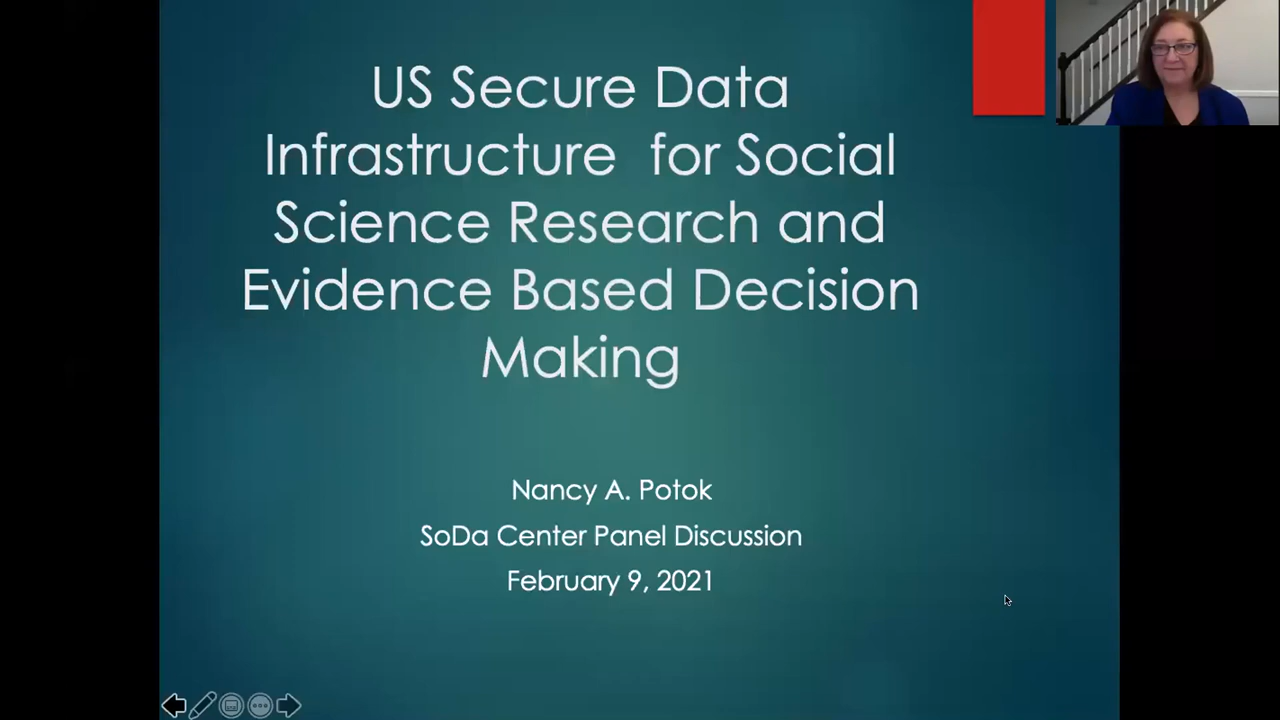 US Secure Data
Infrastructure for Social
Science Research and
Evidence Based Decision
Making
Nancy A. Potok
SoDa Center Panel Discussion
February 9, 2021